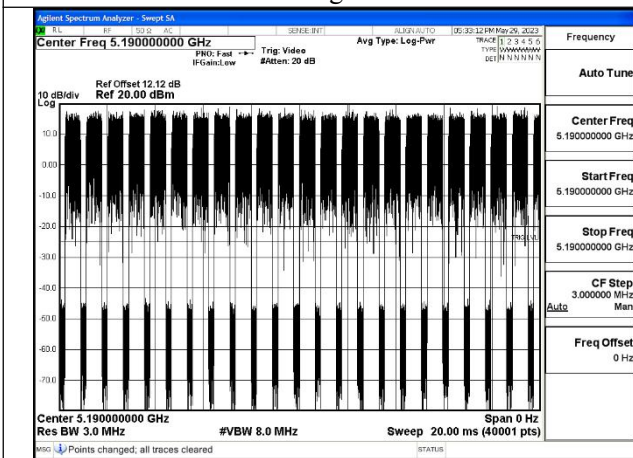 Agilent Spectrum Analyzer - Swept SA
RL RF 50 Ω AC SENSE:INT ALIGN AUTO 05:33:12 PM May 29, 2023
Center Freq 5.190000000 GHz
PNO: Fast
IFGain:Low
Trig: Video
#Atten: 20 dB
Avg Type: Log-Pwr
TRACE 1 2 3 4 5 6
TYPE
DET N N N N N N
Ref Offset 12.12 dB
10 dB/div Ref 20.00 dBm
Log
10.0
0.00
-10.0
-20.0
TRIG LVL
-30.0
-40.0
-50.0
-60.0
-70.0
Center 5.190000000 GHz Span 0 Hz
Res BW 3.0 MHz #VBW 8.0 MHz Sweep 20.00 ms (40001 pts)
MSG Points changed; all traces cleared STATUS
Frequency
Auto Tune
Center Freq
5.190000000 GHz
Start Freq
5.190000000 GHz
Stop Freq
5.190000000 GHz
CF Step
3.000000 MHz
Auto Man
Freq Offset
0 Hz